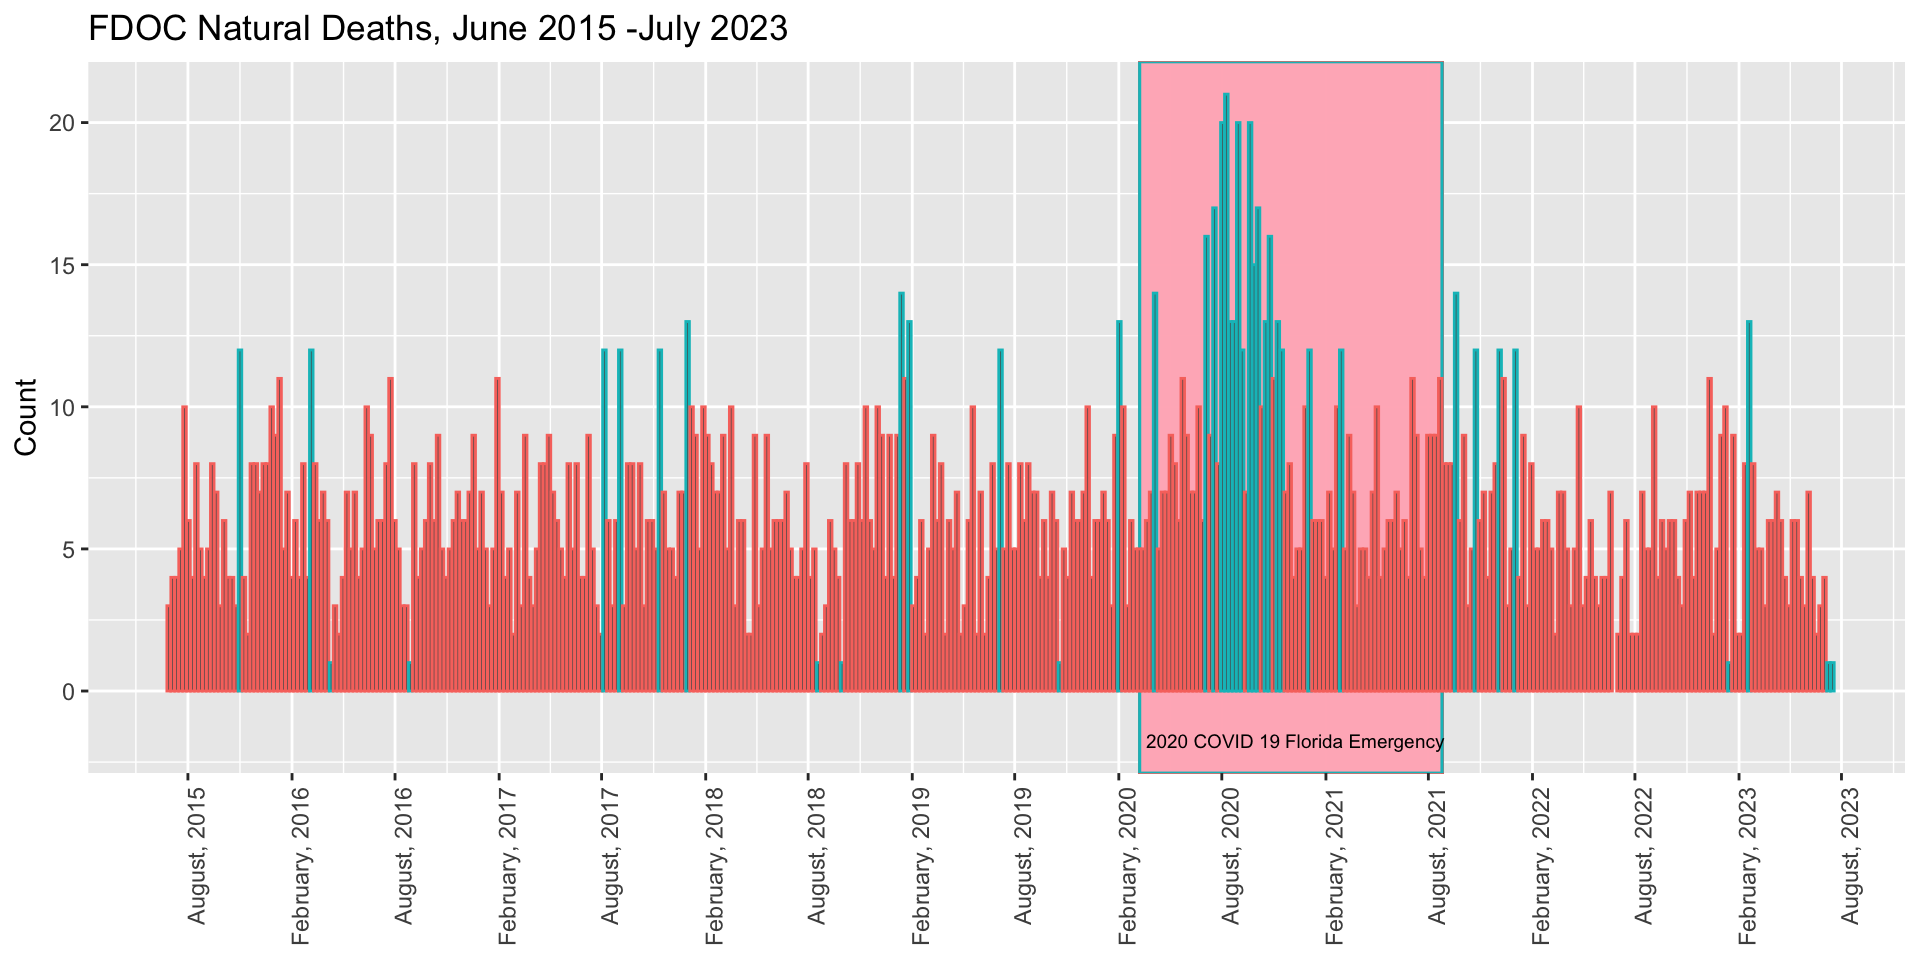 FDOC Natural Deaths, June 2015 -July 2023
Count
20
15
10
5
0
2020 COVID 19 Florida Emergency
August, 2015
February, 2016
August, 2016
February, 2017
August, 2017
February, 2018
August, 2018
February, 2019
August, 2019
February, 2020
August, 2020
February, 2021
August, 2021
February, 2022
August, 2022
February, 2023
August, 2023